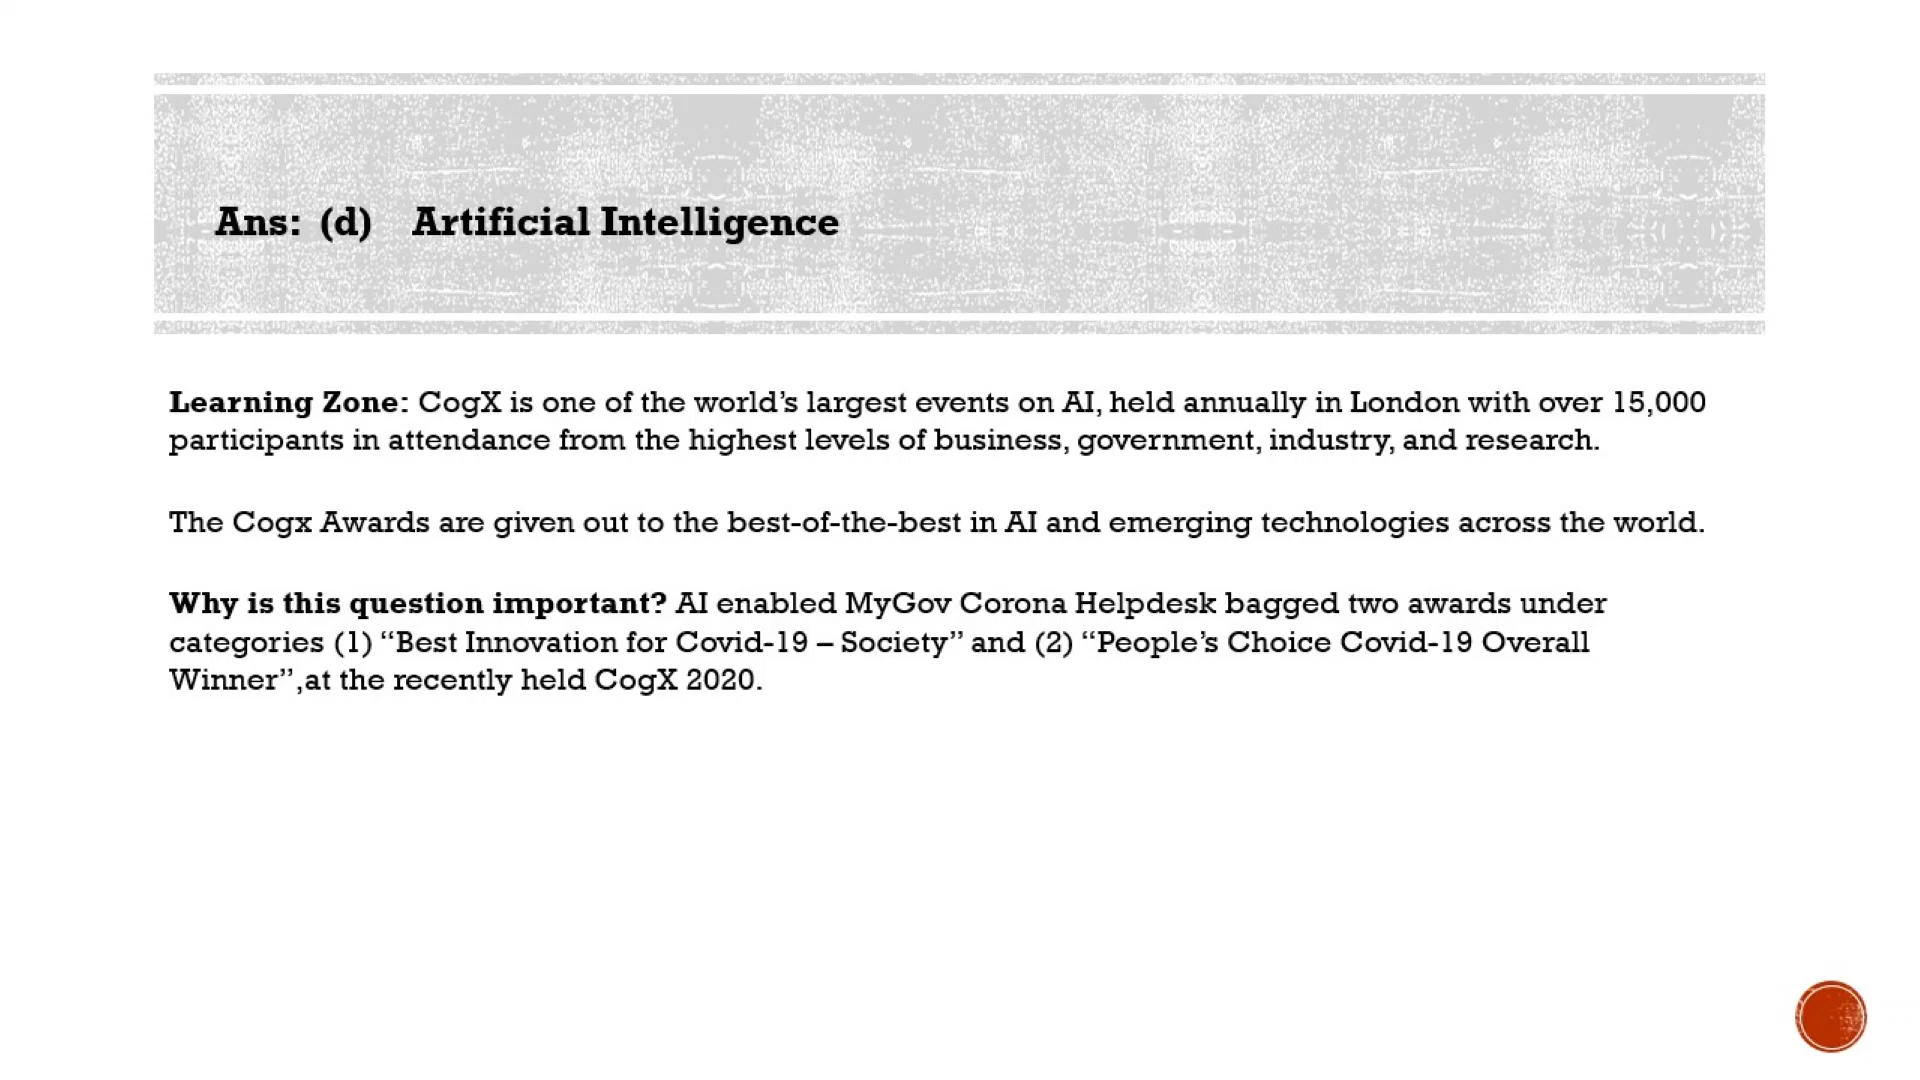 Ans: (d) Artificial Intelligence
Learning Zone: CogX is one of the world’s largest events on AI, held annually in London with over 15,000
participants in attendance from the highest levels of business, government, industry, and research.
The Cogx Awards are given out to the best-of-the-best in AI and emerging technologies across the world.
Why is this question important? AI enabled MyGov Corona Helpdesk bagged two awards under
categories (1) “Best Innovation for Covid-19 – Society” and (2) “People’s Choice Covid-19 Overall
Winner”,at the recently held CogX 2020.